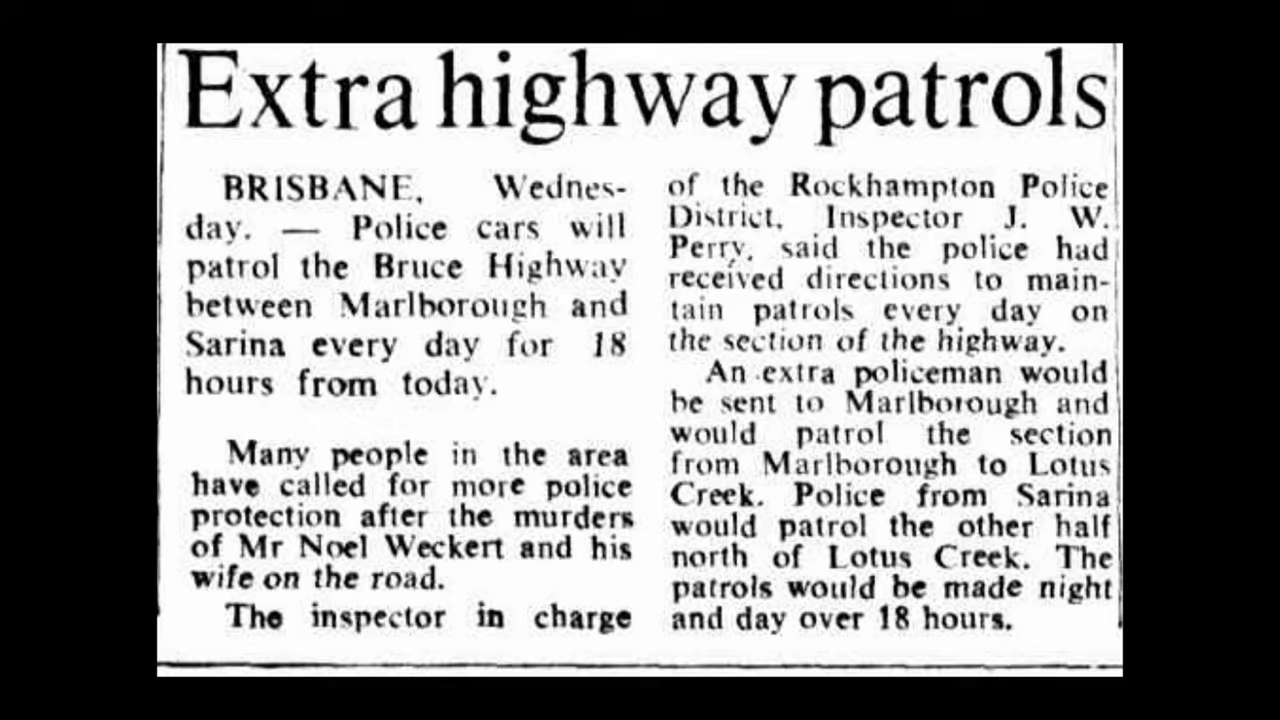 Extra highway patrols
BRISBANE, Wednes-
day. — Police cars will
patrol the Bruce Highway
between Marlborough and
Sarina every day for 18
hours from today.
Many people in the area
have called for more police
protection after the murders
of Mr Noel Weckert and his
wife on the road.
The inspector in charge
of the Rockhampton Police
District, Inspector J. W.
Perry, said the police had
received directions to main-
tain patrols every day on
the section of the highway.
An extra policeman would
be sent to Marlborough and
would patrol the section
from Marlborough to Lotus
Creek. Police from Sarina
would patrol the other half
north of Lotus Creek. The
patrols would be made night
and day over 18 hours.